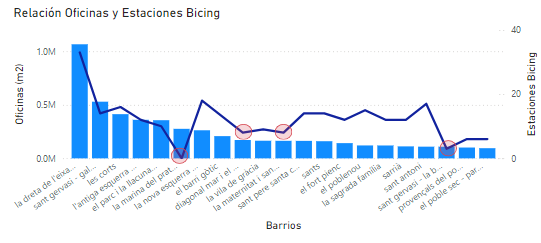 Relación Oficinas y Estaciones Bicing
40
1.0M
0.5M
20
0.0M
0
Oficinas (m2)
Estaciones Bicing
la dreta de l'eixa...
sant gervasi - gal...
les corts
l'antiga esquerra ...
el parc i la llacuna...
la marina del prat...
la nova esquerra ...
el barri gòtic
diagonal mar i el ...
la vila de gràcia
la maternitat i san...
sant pere santa c...
sants
el fort pienc
el poblenou
la sagrada família
sarrià
sant antoni
sant gervasi - la b...
provençals del po...
el poble sec - par...
Barrios